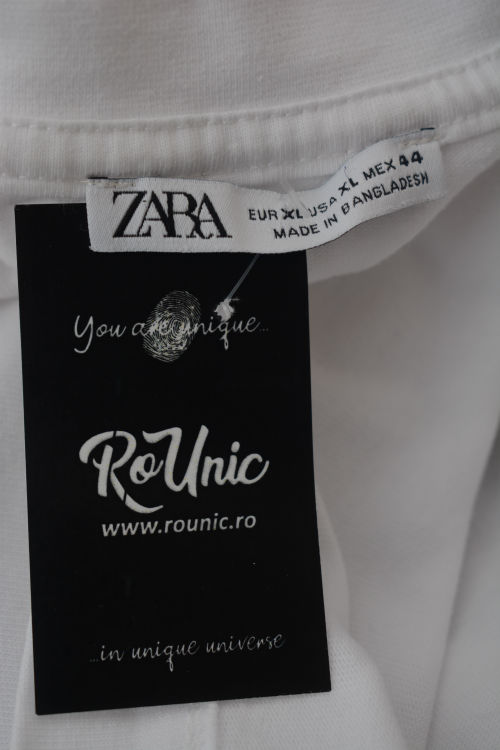 ZARA
EUR XL USA XL MEX 44
MADE IN BANGLADESH
You are unique...
RoUnic
www.rounic.ro
...in unique universe